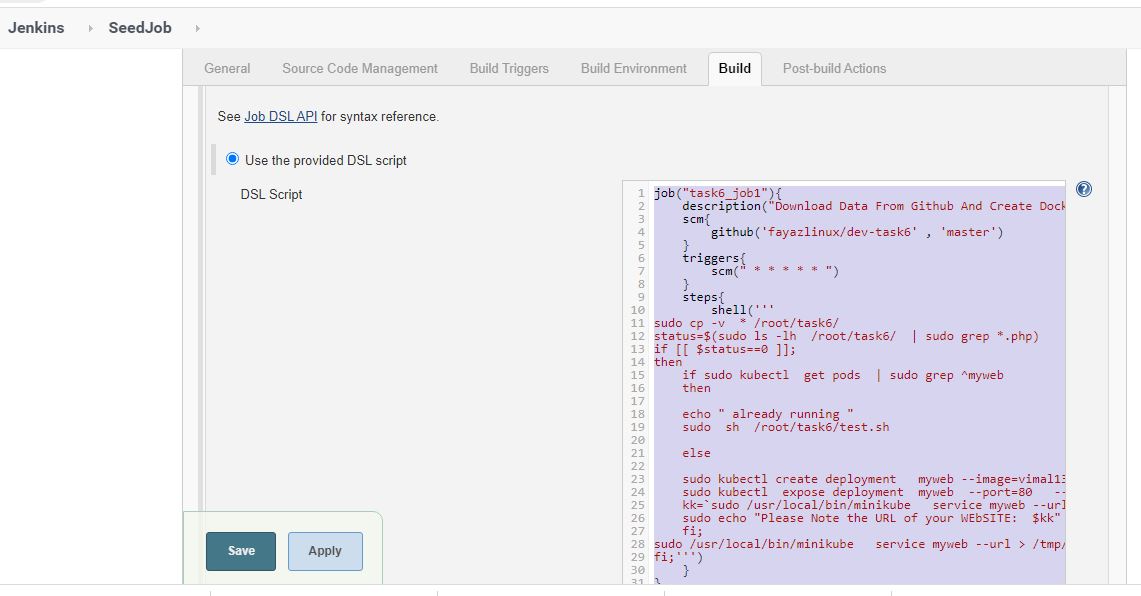 Jenkins SeedJob
General Source Code Management Build Triggers Build Environment Build Post-build Actions
See Job DSL API for syntax reference.
Use the provided DSL script
DSL Script
1 job("task6_job1"){
2 description("Download Data From Github And Create Dock
3 scm{
4 github('fayazlinux/dev-task6' , 'master')
5 }
6 triggers{
7 scm(" * * * * * ")
8 }
9 steps{
10 shell('''
11 sudo cp -v * /root/task6/
12 status=$(sudo ls -lh /root/task6/ | sudo grep *.php)
13 if [[ $status==0 ]];
14 then
15 if sudo kubectl get pods | sudo grep ^myweb
16 then
17
18 echo " already running "
19 sudo sh /root/task6/test.sh
20
21 else
22
23 sudo kubectl create deployment myweb --image=vimal13
24 sudo kubectl expose deployment myweb --port=80 --
25 kk=`sudo /usr/local/bin/minikube service myweb --url
26 sudo echo "Please Note the URL of your WEbSITE: $kk"
27 fi;
28 sudo /usr/local/bin/minikube service myweb --url > /tmp/
29 fi;''')
30 }
31 }
Save Apply